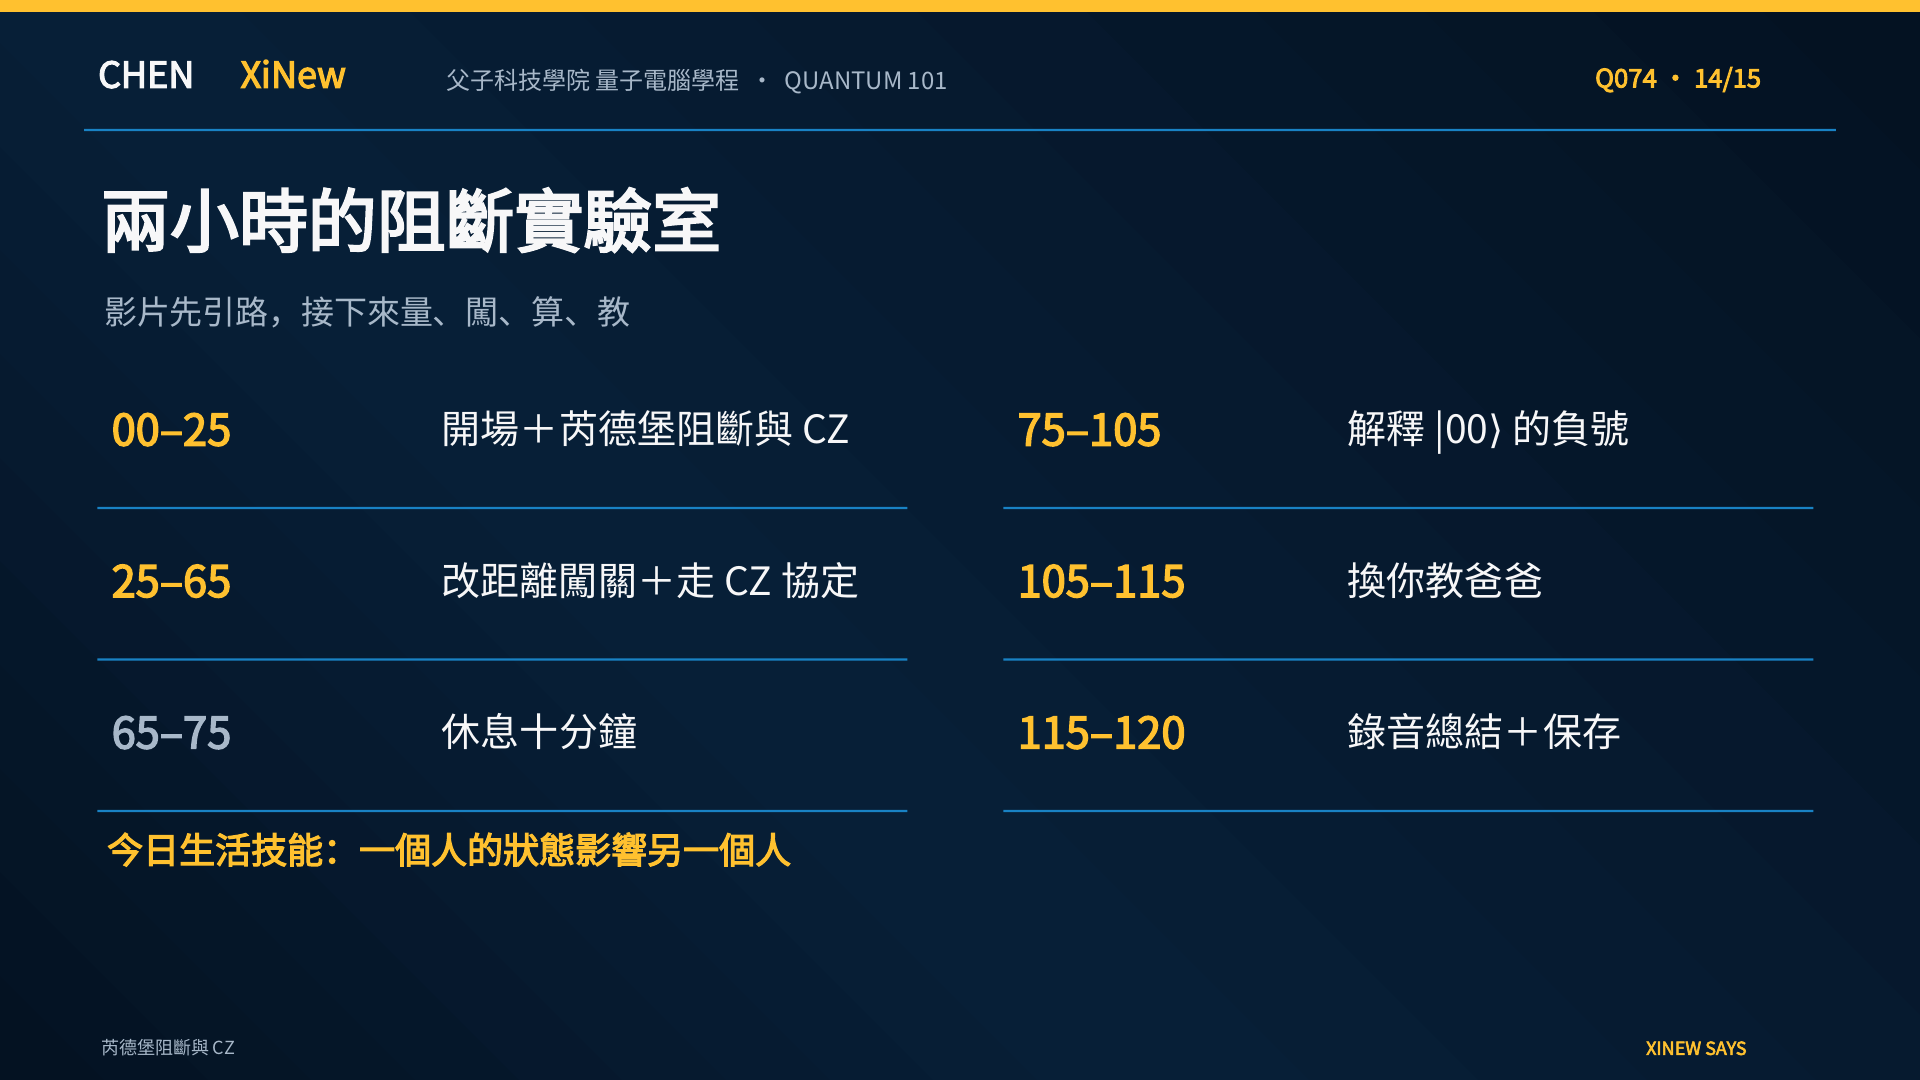 CHEN XiNew 父子科技學院 量子電腦學程 · QUANTUM 101 Q074 · 14/15
兩小時的阻斷實驗室
影片先引路，接下來量、闖、算、教
00–25 開場＋芮德堡阻斷與 CZ
25–65 改距離闖關＋走 CZ 協定
65–75 休息十分鐘
75–105 解釋 |00⟩ 的負號
105–115 換你教爸爸
115–120 錄音總結＋保存
今日生活技能：一個人的狀態影響另一個人
芮德堡阻斷與 CZ
XINEW SAYS